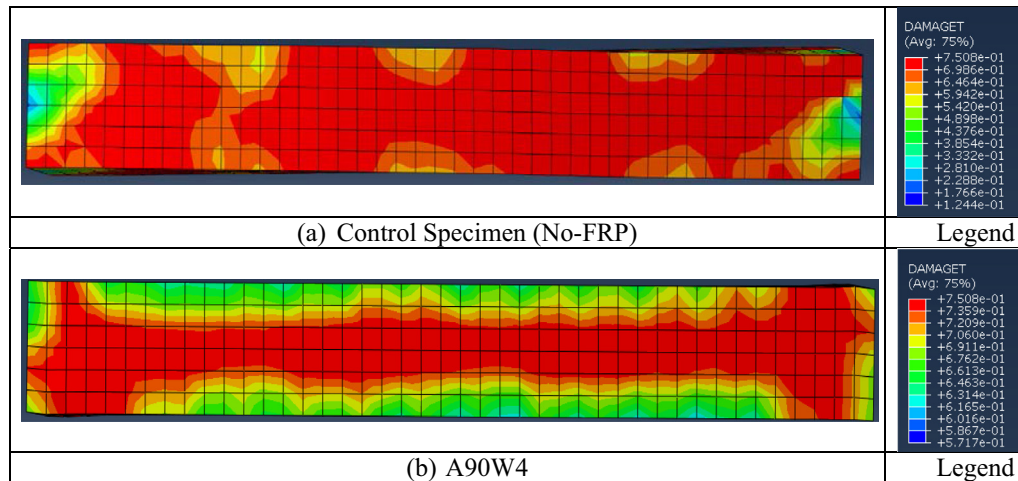 DAMAGET
(Avg: 75%)
+7.508e-01
+6.986e-01
+6.464e-01
+5.942e-01
+5.420e-01
+4.898e-01
+4.376e-01
+3.854e-01
+3.332e-01
+2.810e-01
+2.288e-01
+1.766e-01
+1.244e-01
(a) Control Specimen (No-FRP)
Legend
DAMAGET
(Avg: 75%)
+7.508e-01
+7.359e-01
+7.209e-01
+7.060e-01
+6.911e-01
+6.762e-01
+6.613e-01
+6.463e-01
+6.314e-01
+6.165e-01
+6.016e-01
+5.867e-01
+5.717e-01
(b) A90W4
Legend